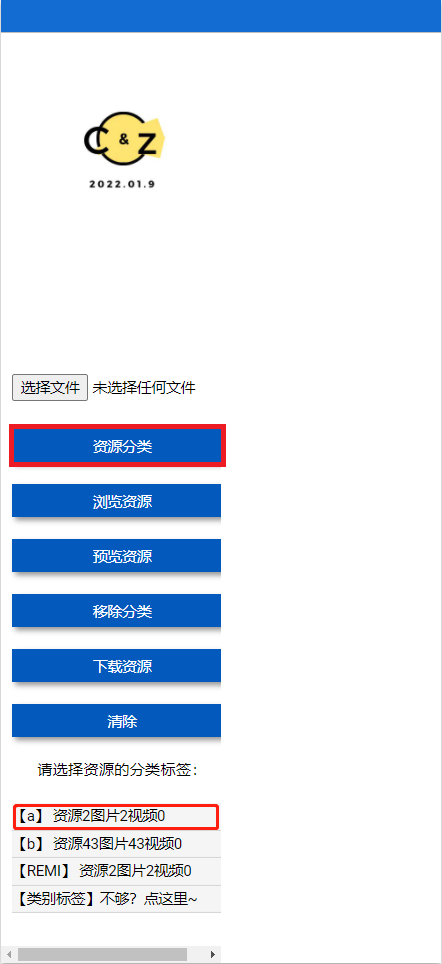 C & Z
2022.01.9
选择文件 未选择任何文件
资源分类
浏览资源
预览资源
移除分类
下载资源
清除
请选择资源的分类标签：
【a】 资源2图片2视频0
【b】 资源43图片43视频0
【REMI】 资源2图片2视频0
【类别标签】不够？点这里~